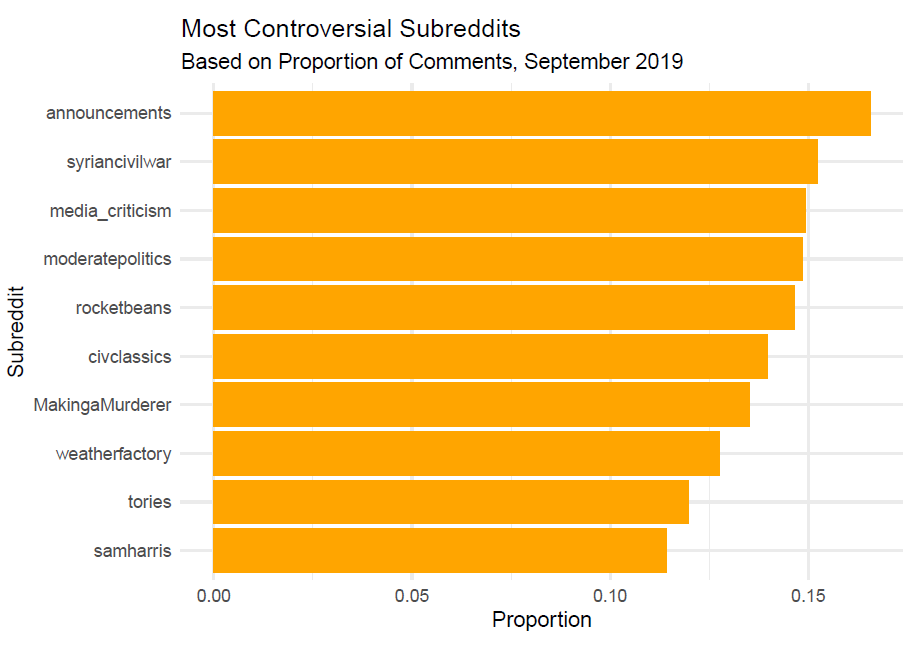 Most Controversial Subreddits
Based on Proportion of Comments, September 2019
Subreddit
announcements
syriancivilwar
media_criticism
moderatepolitics
rocketbeans
civclassics
MakingaMurderer
weatherfactory
tories
samharris
0.00 0.05 0.10 0.15
Proportion